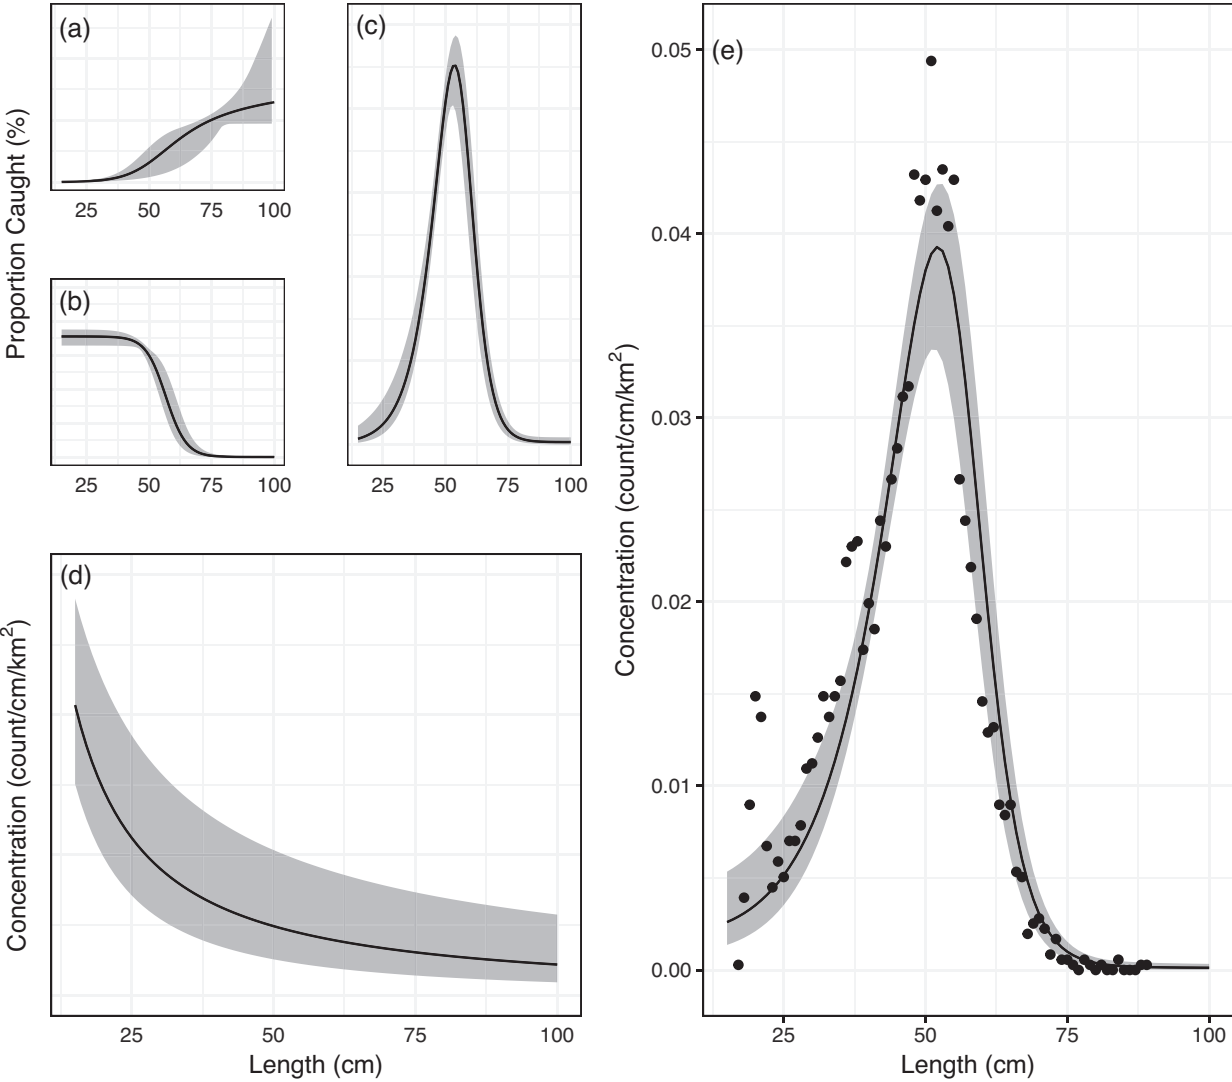 (a)
25 50 75 100
(b)
25 50 75 100
Proportion Caught (%)
(c)
25 50 75 100
(d)
25 50 75 100
Length (cm)
Concentration (count/cm/km²)
(e)
0.05
0.04
0.03
0.02
0.01
0.00
25 50 75 100
Length (cm)
Concentration (count/cm/km²)